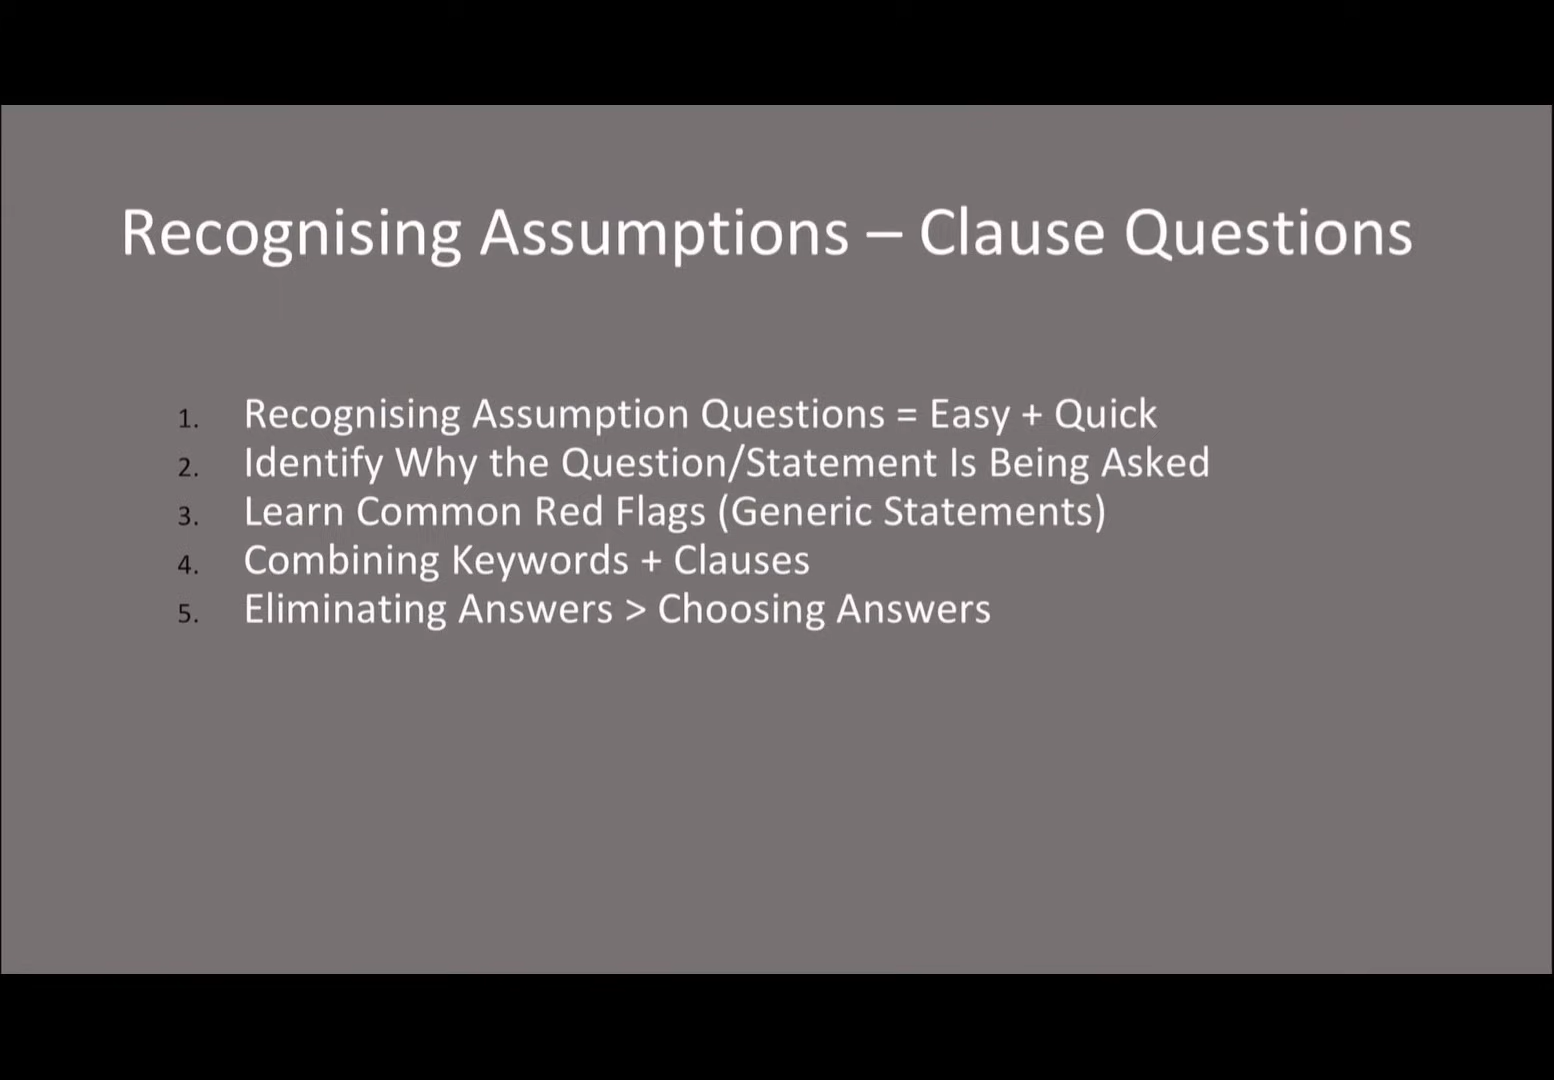 Recognising Assumptions – Clause Questions
1. Recognising Assumption Questions = Easy + Quick
2. Identify Why the Question/Statement Is Being Asked
3. Learn Common Red Flags (Generic Statements)
4. Combining Keywords + Clauses
5. Eliminating Answers > Choosing Answers